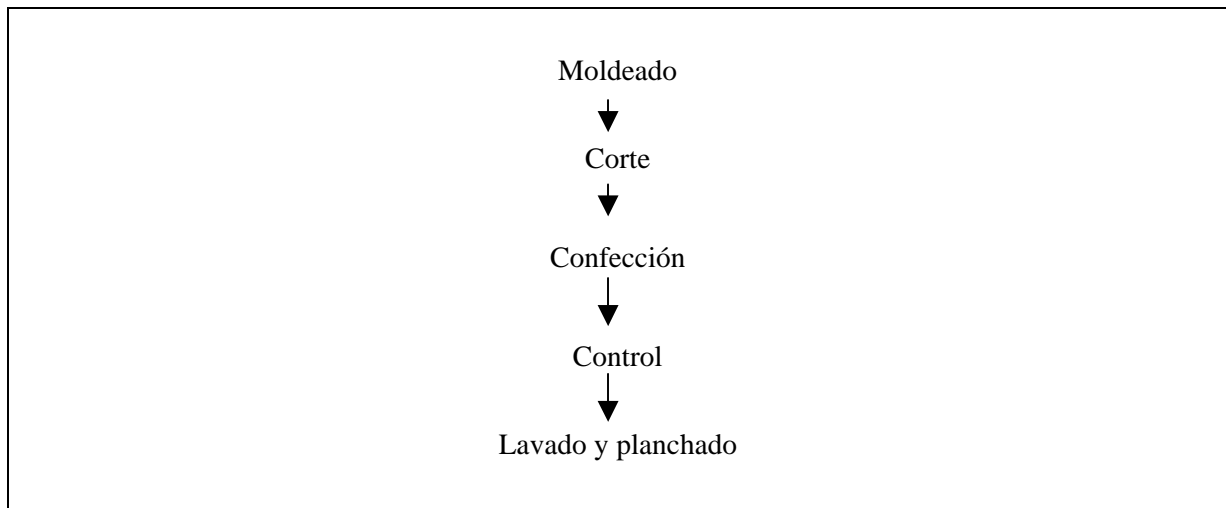 Moldeado
Corte
Confección
Control
Lavado y planchado